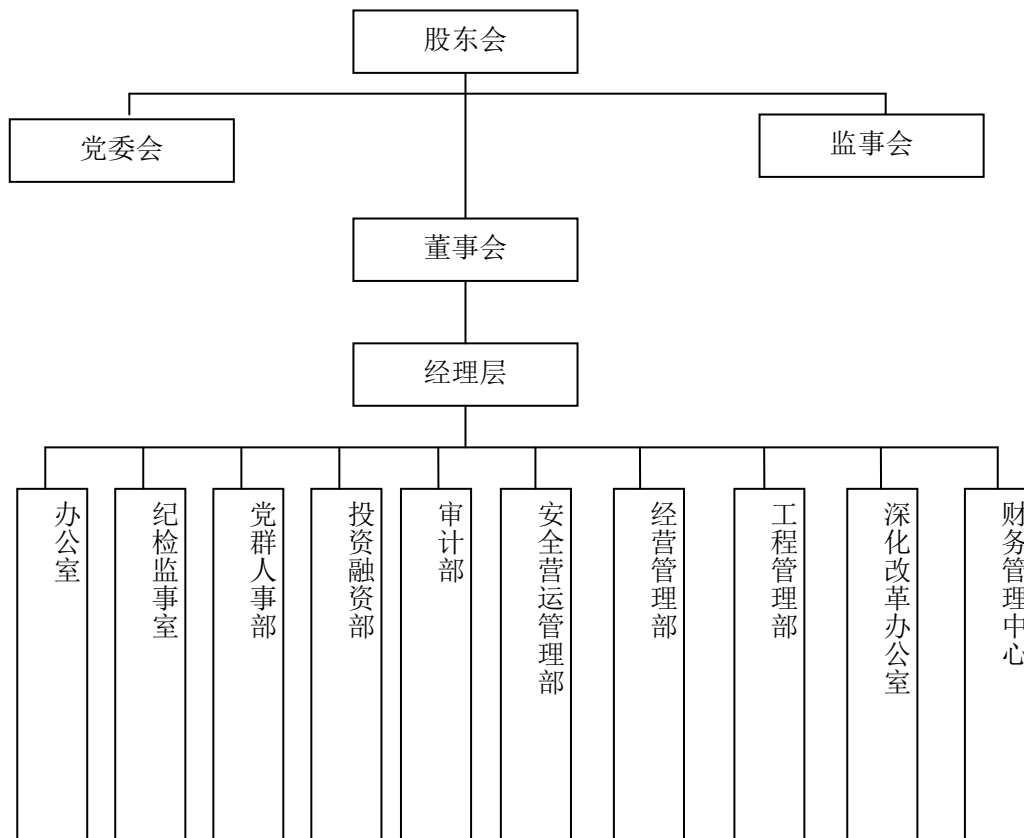 股东会
党委会
监事会
董事会
经理层
办公室
纪检监事室
党群人事部
投资融资部
审计部
安全营运管理部
经营管理部
工程管理部
深化改革办公室
财务管理中心